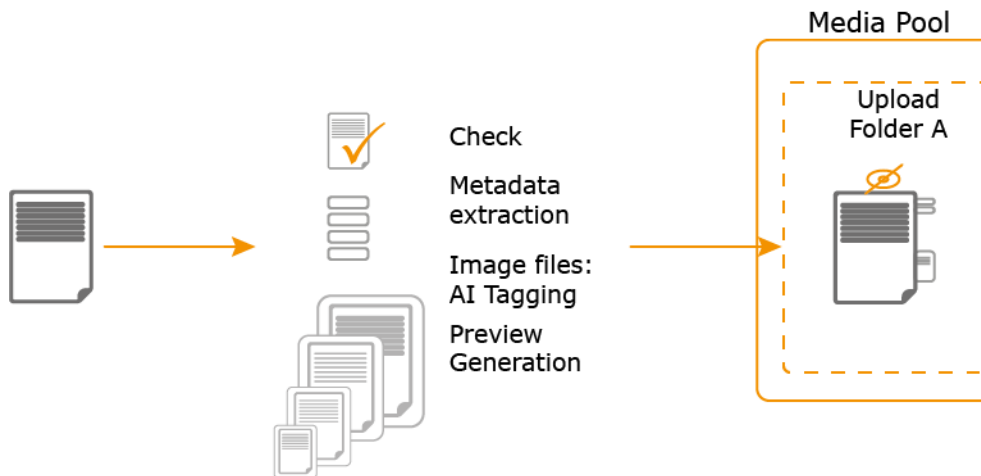 Media Pool
Upload
Folder A
Check
Metadata
extraction
Image files:
AI Tagging
Preview
Generation